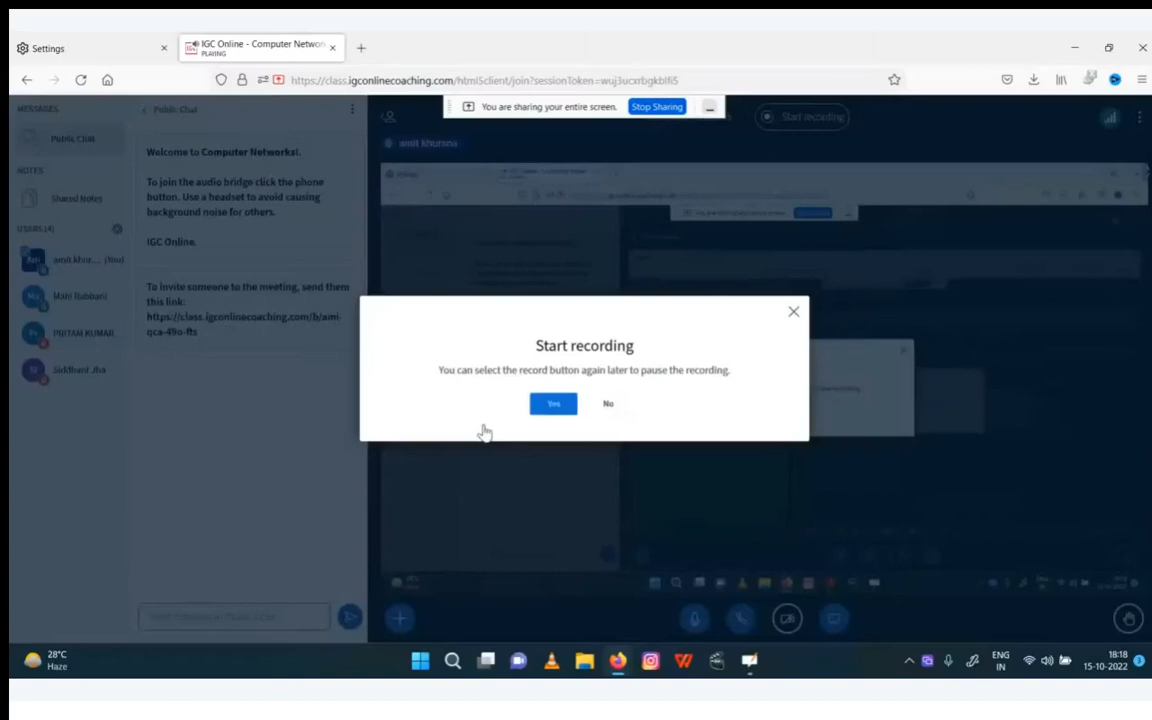 Settings
IGC Online - Computer Networ
PLAYING
https://class.igconlinecoaching.com/html5client/join?sessionToken=wuj3ucxrbgkblfi5
You are sharing your entire screen.
Stop Sharing
MESSAGES
Public Chat
Public Chat
Start recording
amit khurana
Welcome to Computer Networks!.
To join the audio bridge click the phone
button. Use a headset to avoid causing
background noise for others.
IGC Online.
To invite someone to the meeting, send them
this link:
https://class.igconlinecoaching.com/b/ami-
qca-49o-fts
NOTES
Shared Notes
USERS (4)
amit khur... (You)
Mani Rabbani
PRITAM KUMAR
Siddhant Jha
Start recording
You can select the record button again later to pause the recording.
Yes
No
28°C
Haze
ENG
IN
18:18
15-10-2022